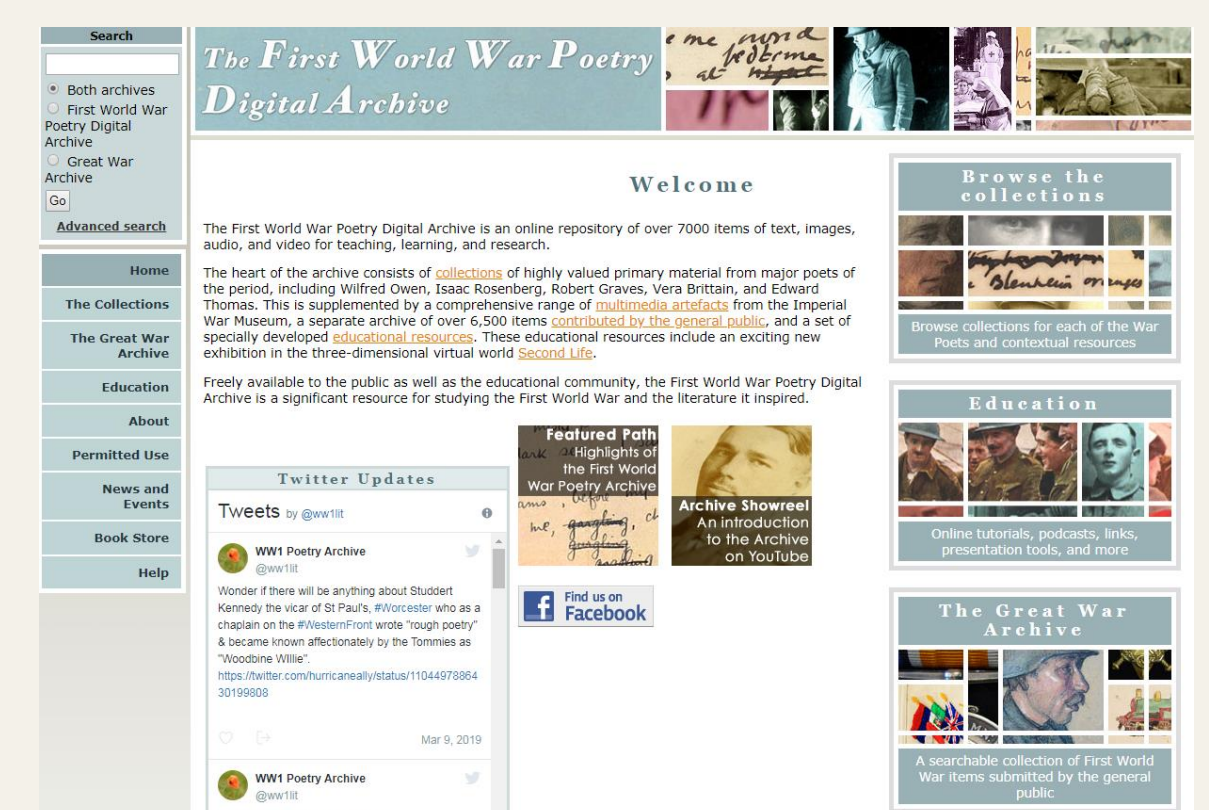 Search
Both archives
First World War
Poetry Digital
Archive
Great War
Archive
Go
Advanced search
Home
The Collections
The Great War
Archive
Education
About
Permitted Use
News and
Events
Book Store
Help
The First World War Poetry
Digital Archive
Welcome
The First World War Poetry Digital Archive is an online repository of over 7000 items of text, images,
audio, and video for teaching, learning, and research.
The heart of the archive consists of collections of highly valued primary material from major poets of
the period, including Wilfred Owen, Isaac Rosenberg, Robert Graves, Vera Brittain, and Edward
Thomas. This is supplemented by a comprehensive range of multimedia artefacts from the Imperial
War Museum, a separate archive of over 6,500 items contributed by the general public, and a set of
specially developed educational resources. These educational resources include an exciting new
exhibition in the three-dimensional virtual world Second Life.
Freely available to the public as well as the educational community, the First World War Poetry Digital
Archive is a significant resource for studying the First World War and the literature it inspired.
Twitter Updates
Tweets by @ww1lit
WW1 Poetry Archive
@ww1lit
Wonder if there will be anything about Studdert
Kennedy the vicar of St Paul's, #Worcester who as a
chaplain on the #WesternFront wrote "rough poetry"
& became known affectionately by the Tommies as
"Woodbine WIllie".
https://twitter.com/hurricaneally/status/11044978864
30199808
Mar 9, 2019
WW1 Poetry Archive
@ww1lit
Featured Path
Highlights of
the First World
War Poetry Archive
me,
Archive Showreel
An introduction
to the Archive
on YouTube
Find us on
Facebook
Browse the
collections
Blenheim oranges
Browse collections for each of the War
Poets and contextual resources
Education
Online tutorials, podcasts, links,
presentation tools, and more
The Great War
Archive
A searchable collection of First World
War items submitted by the general
public